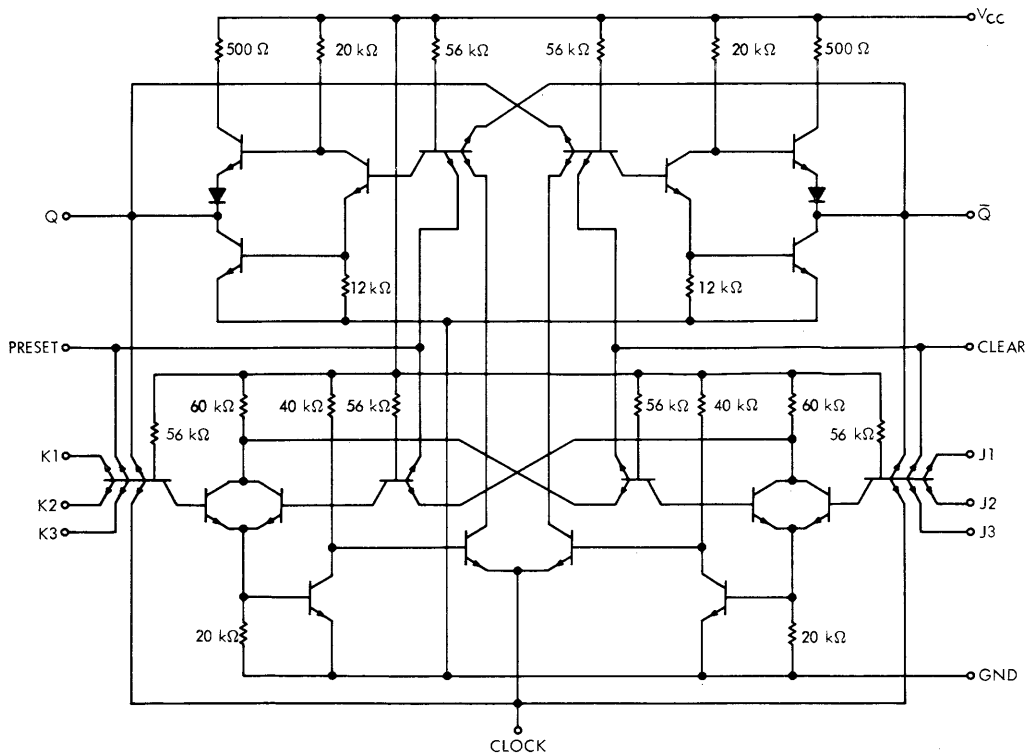 VCC
500 Ω 20 kΩ 56 kΩ 56 kΩ 20 kΩ 500 Ω
Q Q̄
12 kΩ 12 kΩ
PRESET CLEAR
60 kΩ 40 kΩ 56 kΩ 56 kΩ 40 kΩ 60 kΩ
56 kΩ 56 kΩ
K1 J1
K2 J2
K3 J3
20 kΩ 20 kΩ
GND
CLOCK